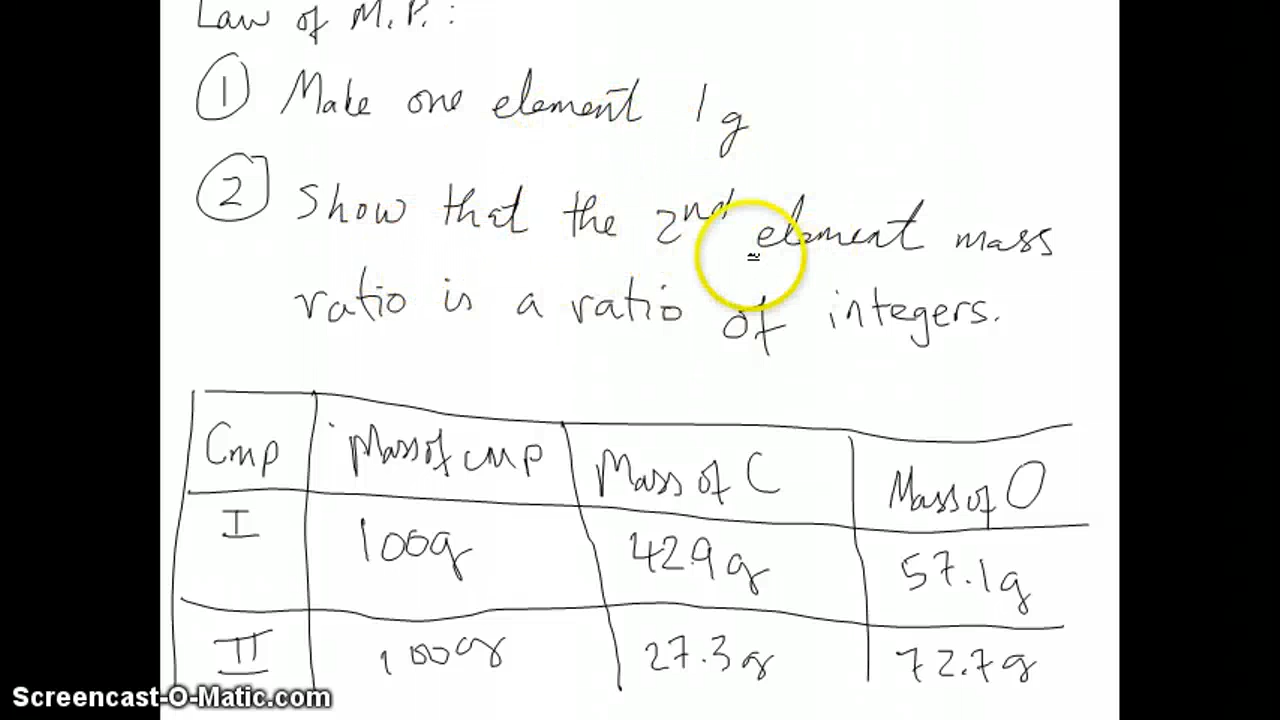 Law of M.P.:
① Make one element 1g
② Show that the 2nd element mass
ratio is a ratio of integers.
Cmp Mass of cmp Mass of C Mass of O
I 100g 42.9g 57.1g
II 100g 27.3g 72.7g
Screencast-O-Matic.com